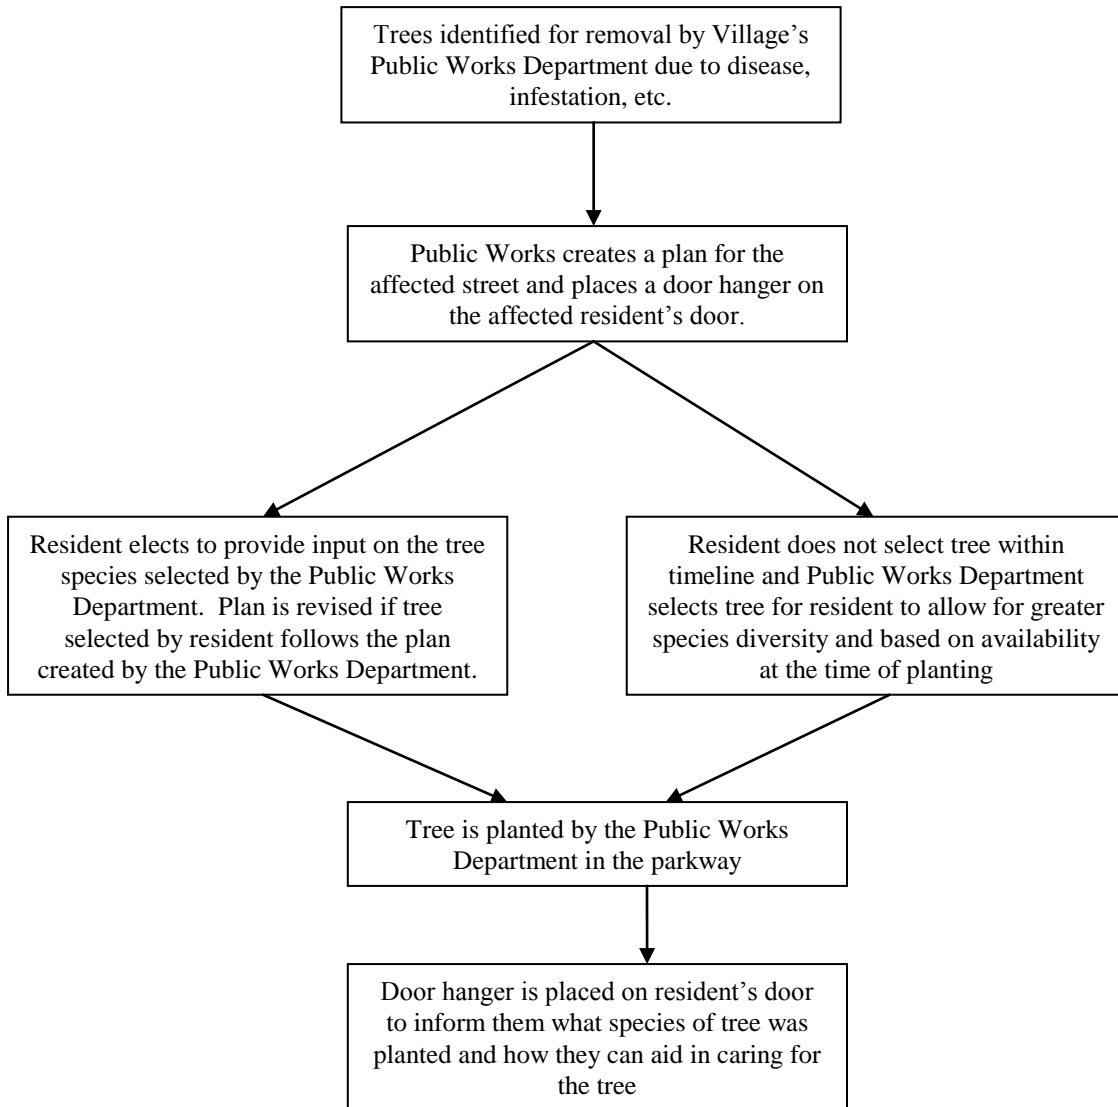 Trees identified for removal by Village’s
Public Works Department due to disease,
infestation, etc.
Public Works creates a plan for the
affected street and places a door hanger on
the affected resident’s door.
Resident elects to provide input on the tree
species selected by the Public Works
Department.  Plan is revised if tree
selected by resident follows the plan
created by the Public Works Department.
Resident does not select tree within
timeline and Public Works Department
selects tree for resident to allow for greater
species diversity and based on availability
at the time of planting
Tree is planted by the Public Works
Department in the parkway
Door hanger is placed on resident’s door
to inform them what species of tree was
planted and how they can aid in caring for
the tree